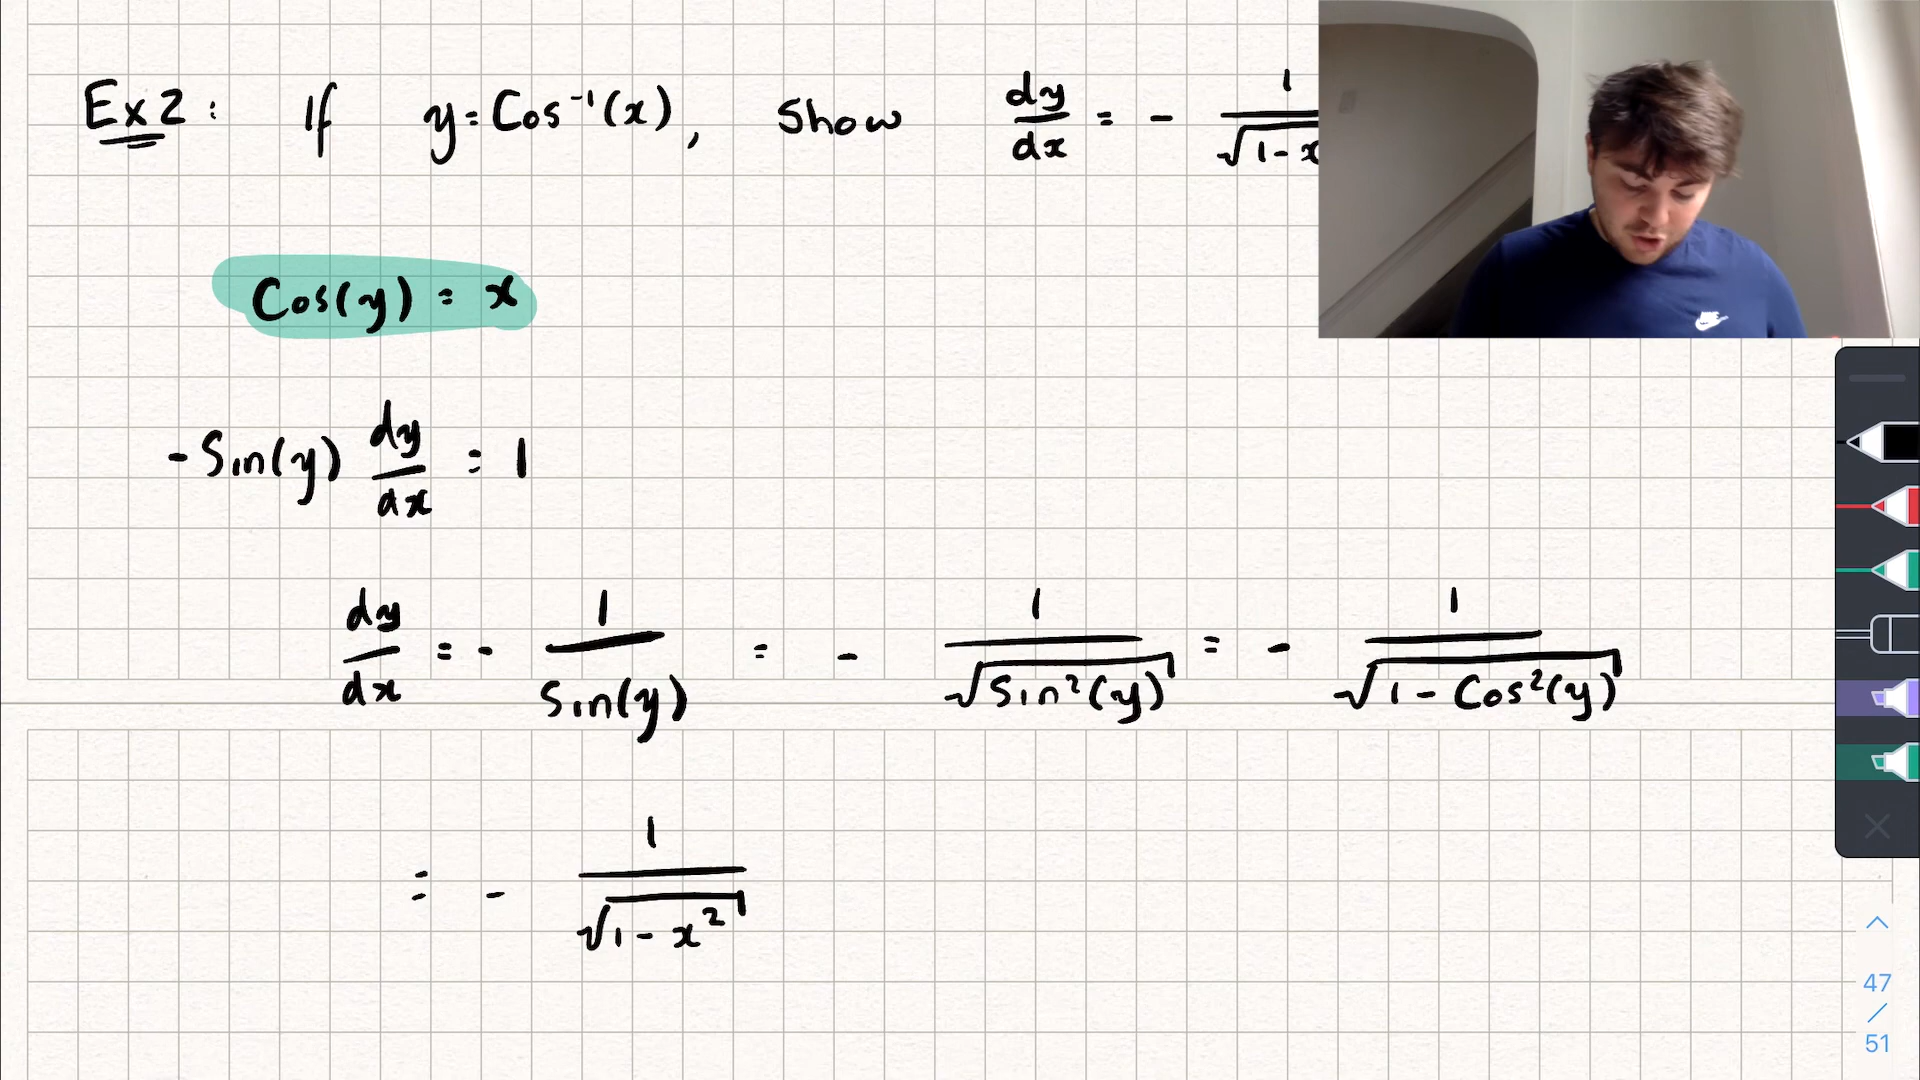 Ex 2: If y = Cos⁻¹(x), Show dy/dx = - 1/√1-x
Cos(y) = x
-Sin(y) dy/dx = 1
dy/dx = - 1/Sin(y) = - 1/√Sin²(y) = - 1/√1 - Cos²(y)
= - 1/√1 - x²
47
/
51